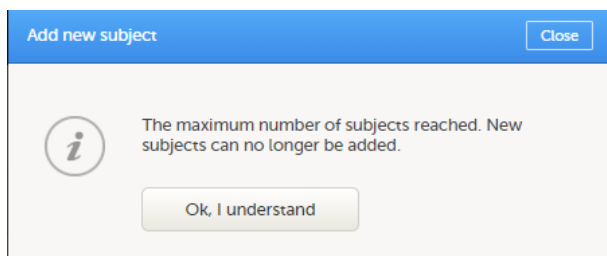 Add new subject
Close
The maximum number of subjects reached. New
subjects can no longer be added.
Ok, I understand